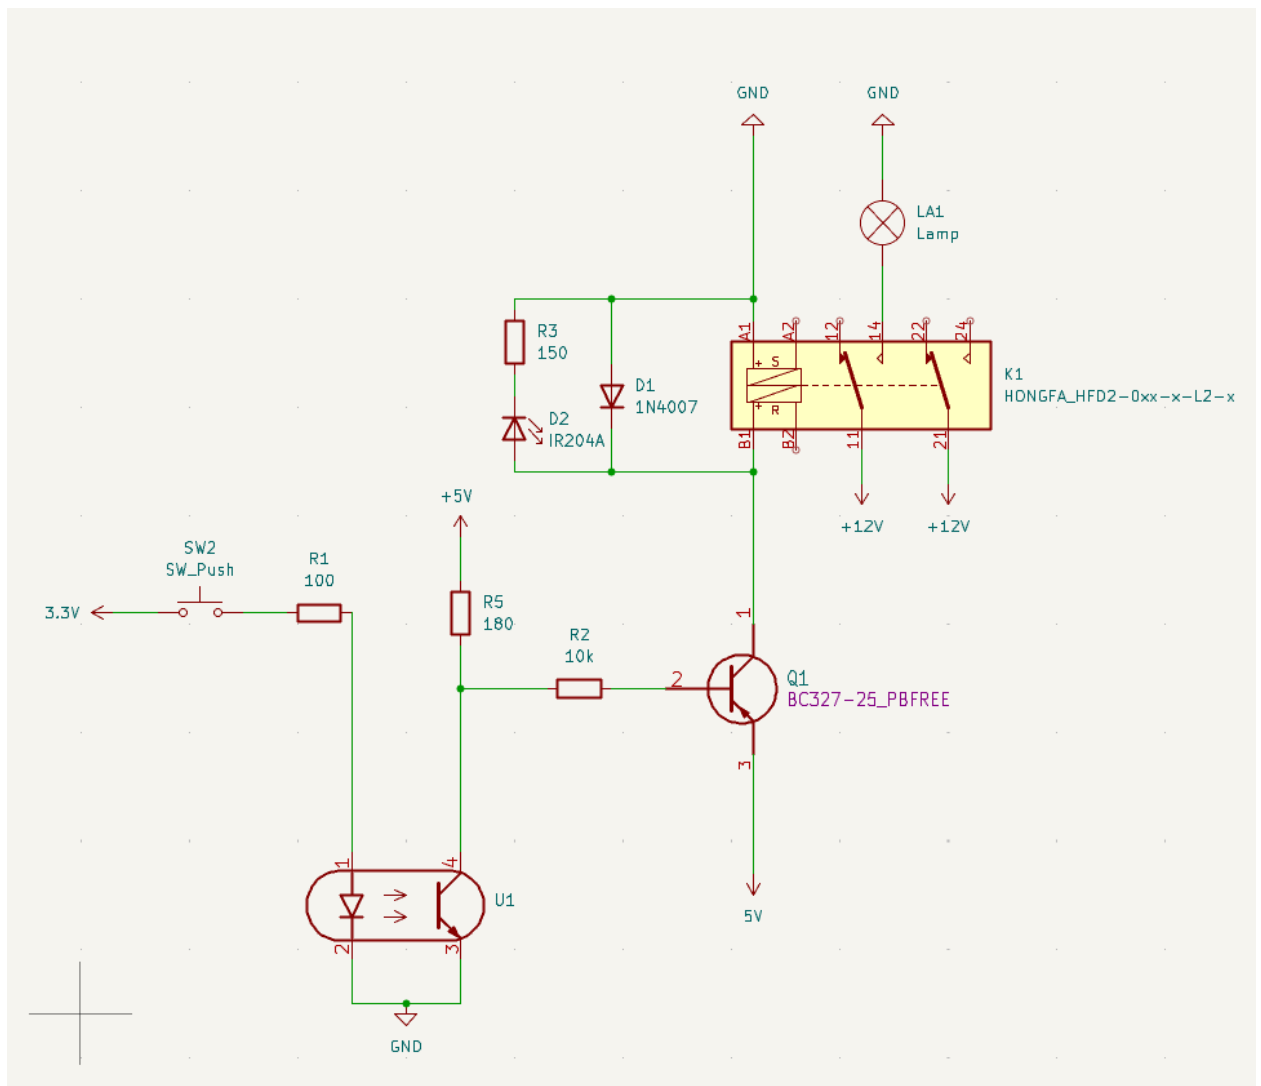 GND
GND
LA1
Lamp
R3
150
D1
1N4007
D2
IR204A
A1
A2
12
14
22
24
+ S
+ R
B1
B2
11
21
K1
HONGFA_HFD2-0xx-x-L2-x
+12V
+12V
+5V
SW2
SW_Push
3.3V
R1
100
R5
180
R2
10k
1
2
3
Q1
BC327-25_PBFREE
5V
1
4
U1
2
3
GND